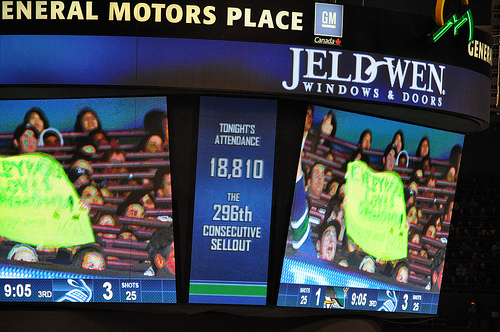 ENERAL MOTORS PLACE
GM
Canada
GENERA
JELD-WEN
WINDOWS & DOORS
TONIGHT'S
ATTENDANCE
18,810
THE
296th
CONSECUTIVE
SELLOUT
9:05 3RD 3 SHOTS 25
SHOTS 25 1 9:05 3RD 3 SHOTS 25